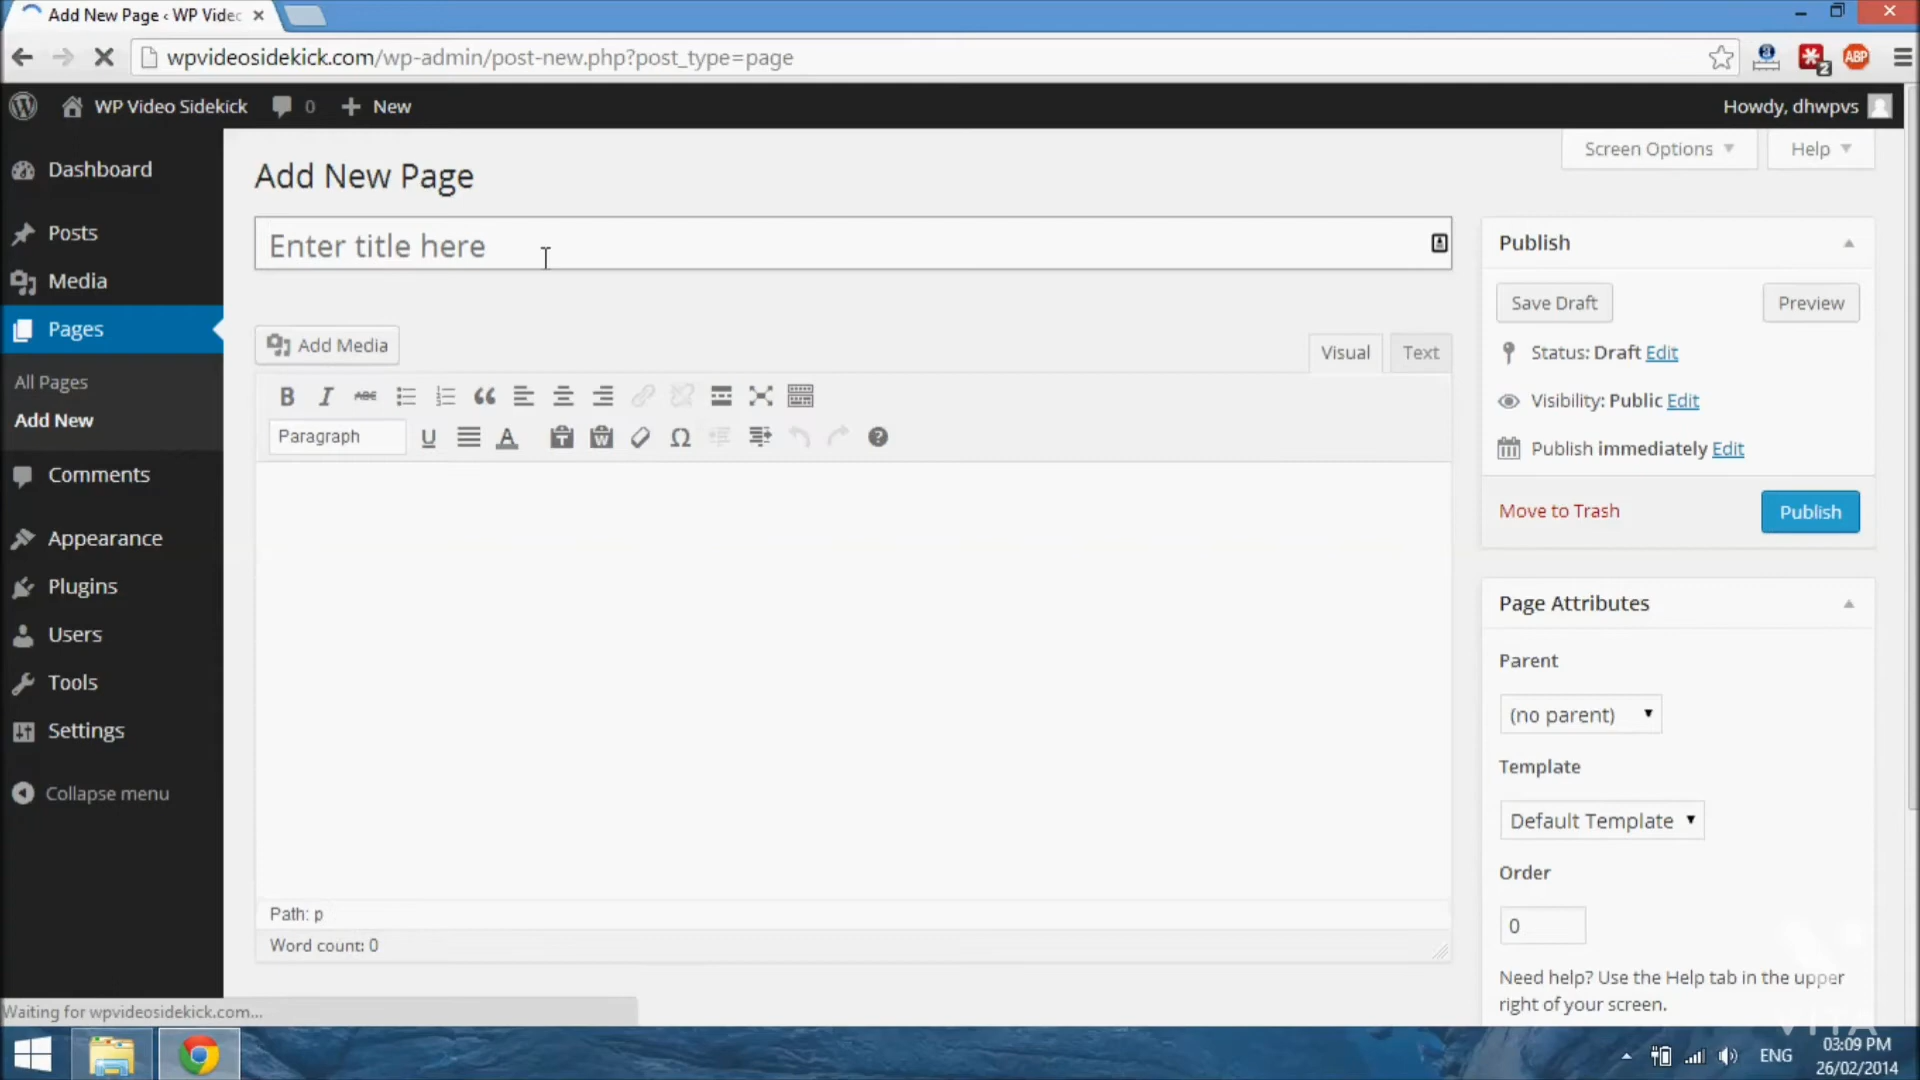 Add New Page ‹ WP Videc
wpvideosidekick.com/wp-admin/post-new.php?post_type=page
3
2
ABP
WP Video Sidekick
0
New
Howdy, dhwpvs
Dashboard
Posts
Media
Pages
All Pages
Add New
Comments
Appearance
Plugins
Users
Tools
Settings
Collapse menu
Screen Options
Help
Add New Page
Enter title here
Add Media
Visual
Text
B
I
ABC
Paragraph
U
A
T
W
Ω
Path: p
Word count: 0
Publish
Save Draft
Preview
Status: Draft Edit
Visibility: Public Edit
Publish immediately Edit
Move to Trash
Publish
Page Attributes
Parent
(no parent)
Template
Default Template
Order
0
Need help? Use the Help tab in the upper
right of your screen.
VITA
Waiting for wpvideosidekick.com...
ENG
03:09 PM
26/02/2014